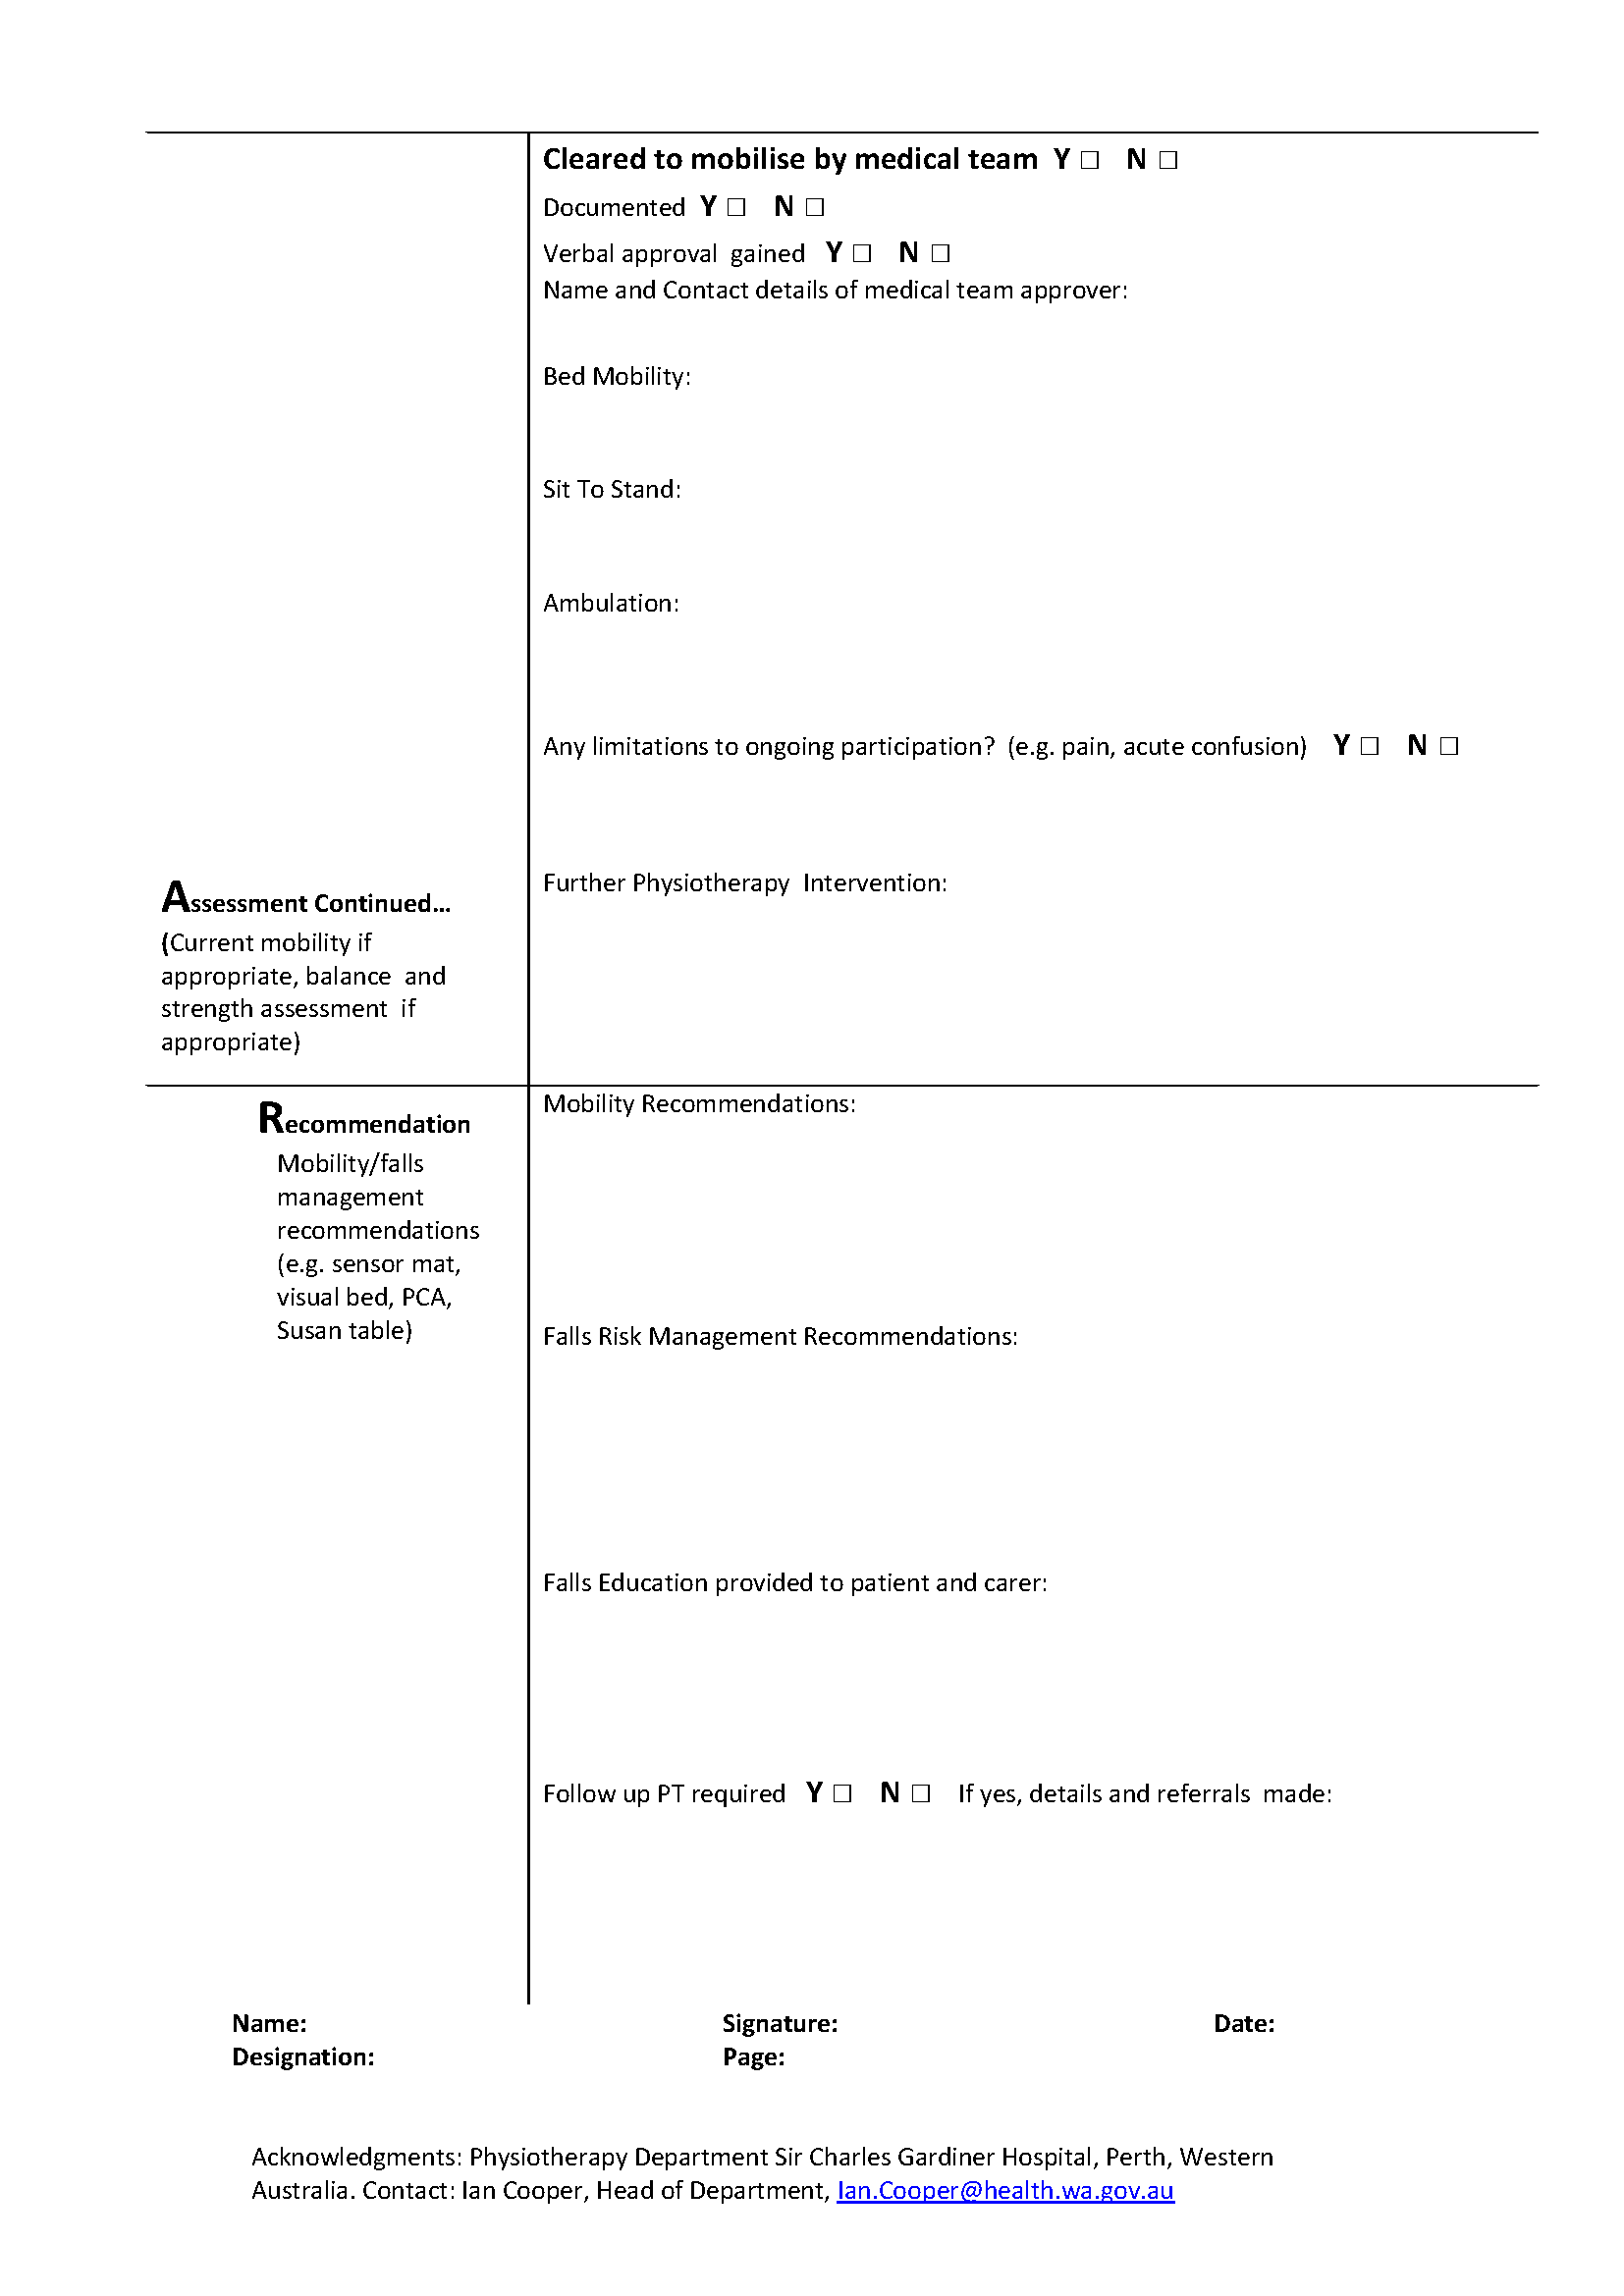 Cleared to mobilise by medical team Y ☐ N ☐
Documented Y ☐ N ☐
Verbal approval gained Y ☐ N ☐
Name and Contact details of medical team approver:
Bed Mobility:
Sit To Stand:
Ambulation:
Any limitations to ongoing participation? (e.g. pain, acute confusion) Y ☐ N ☐
Further Physiotherapy Intervention:
Assessment Continued...
(Current mobility if
appropriate, balance and
strength assessment if
appropriate)
Recommendation
Mobility/falls
management
recommendations
(e.g. sensor mat,
visual bed, PCA,
Susan table)
Mobility Recommendations:
Falls Risk Management Recommendations:
Falls Education provided to patient and carer:
Follow up PT required Y ☐ N ☐ If yes, details and referrals made:
Name: Signature: Date:
Designation: Page:
Acknowledgments: Physiotherapy Department Sir Charles Gardiner Hospital, Perth, Western
Australia. Contact: Ian Cooper, Head of Department, Ian.Cooper@health.wa.gov.au